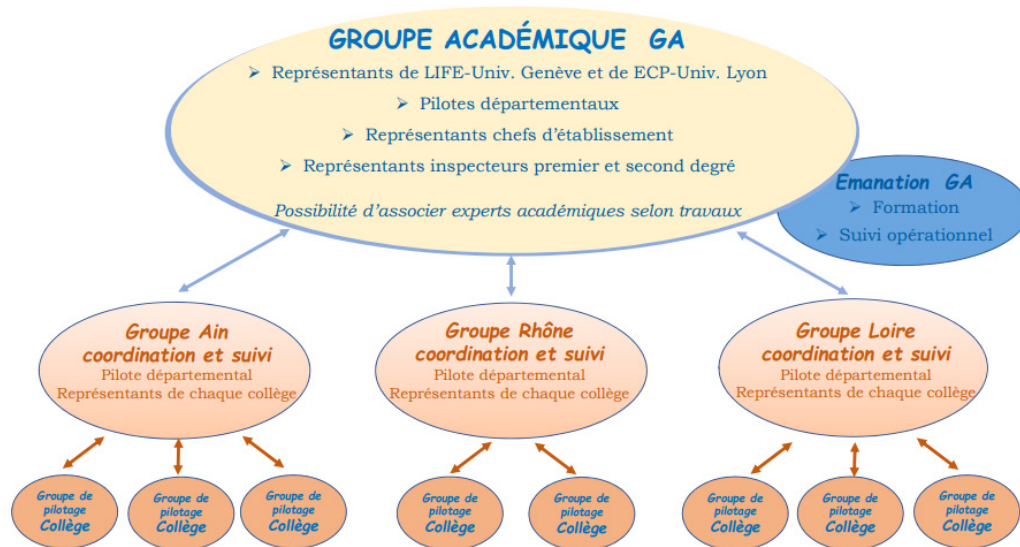 GROUPE ACADÉMIQUE GA
➢ Représentants de LIFE-Univ. Genève et de ECP-Univ. Lyon
➢ Pilotes départementaux
➢ Représentants chefs d'établissement
➢ Représentants inspecteurs premier et second degré
Possibilité d'associer experts académiques selon travaux
Emanation GA
➢ Formation
➢ Suivi opérationnel
Groupe Ain
coordination et suivi
Pilote départemental
Représentants de chaque collège
Groupe Rhône
coordination et suivi
Pilote départemental
Représentants de chaque collège
Groupe Loire
coordination et suivi
Pilote départemental
Représentants de chaque collège
Groupe de
pilotage
Collège
Groupe de
pilotage
Collège
Groupe de
pilotage
Collège
Groupe de
pilotage
Collège
Groupe de
pilotage
Collège
Groupe de
pilotage
Collège
Groupe de
pilotage
Collège
Groupe de
pilotage
Collège